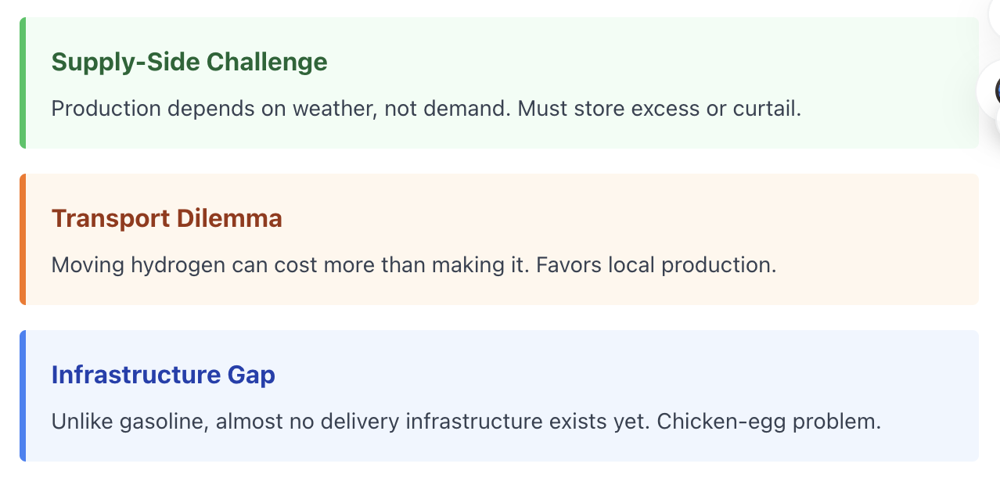 Supply-Side Challenge
Production depends on weather, not demand. Must store excess or curtail.
Transport Dilemma
Moving hydrogen can cost more than making it. Favors local production.
Infrastructure Gap
Unlike gasoline, almost no delivery infrastructure exists yet. Chicken-egg problem.